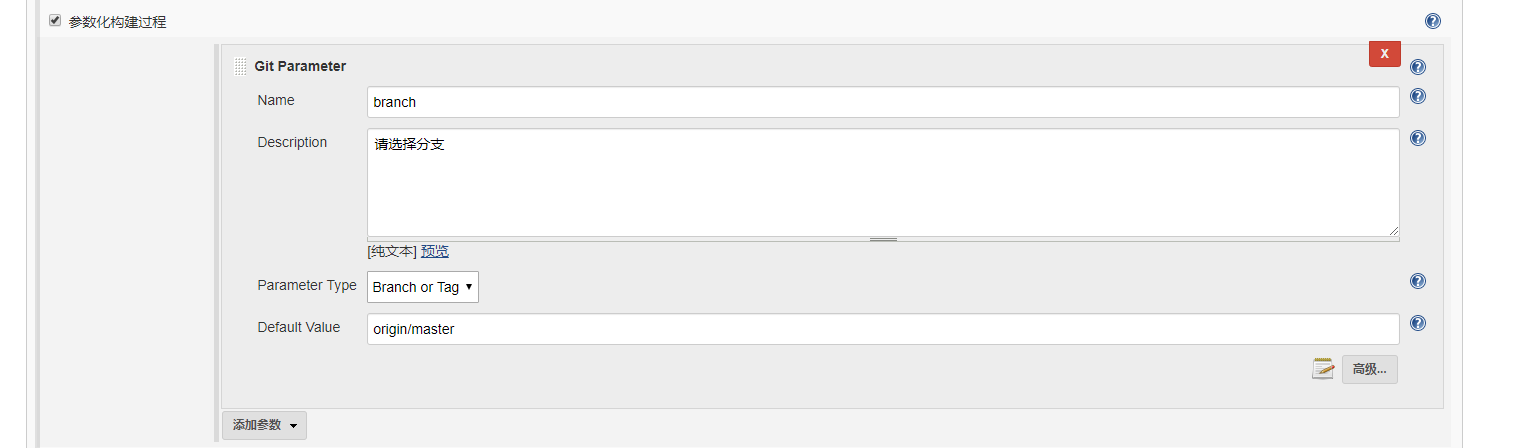 参数化构建过程
X
Git Parameter
Name
branch
Description
请选择分支
[纯文本] 预览
Parameter Type
Branch or Tag
Default Value
origin/master
高级...
添加参数